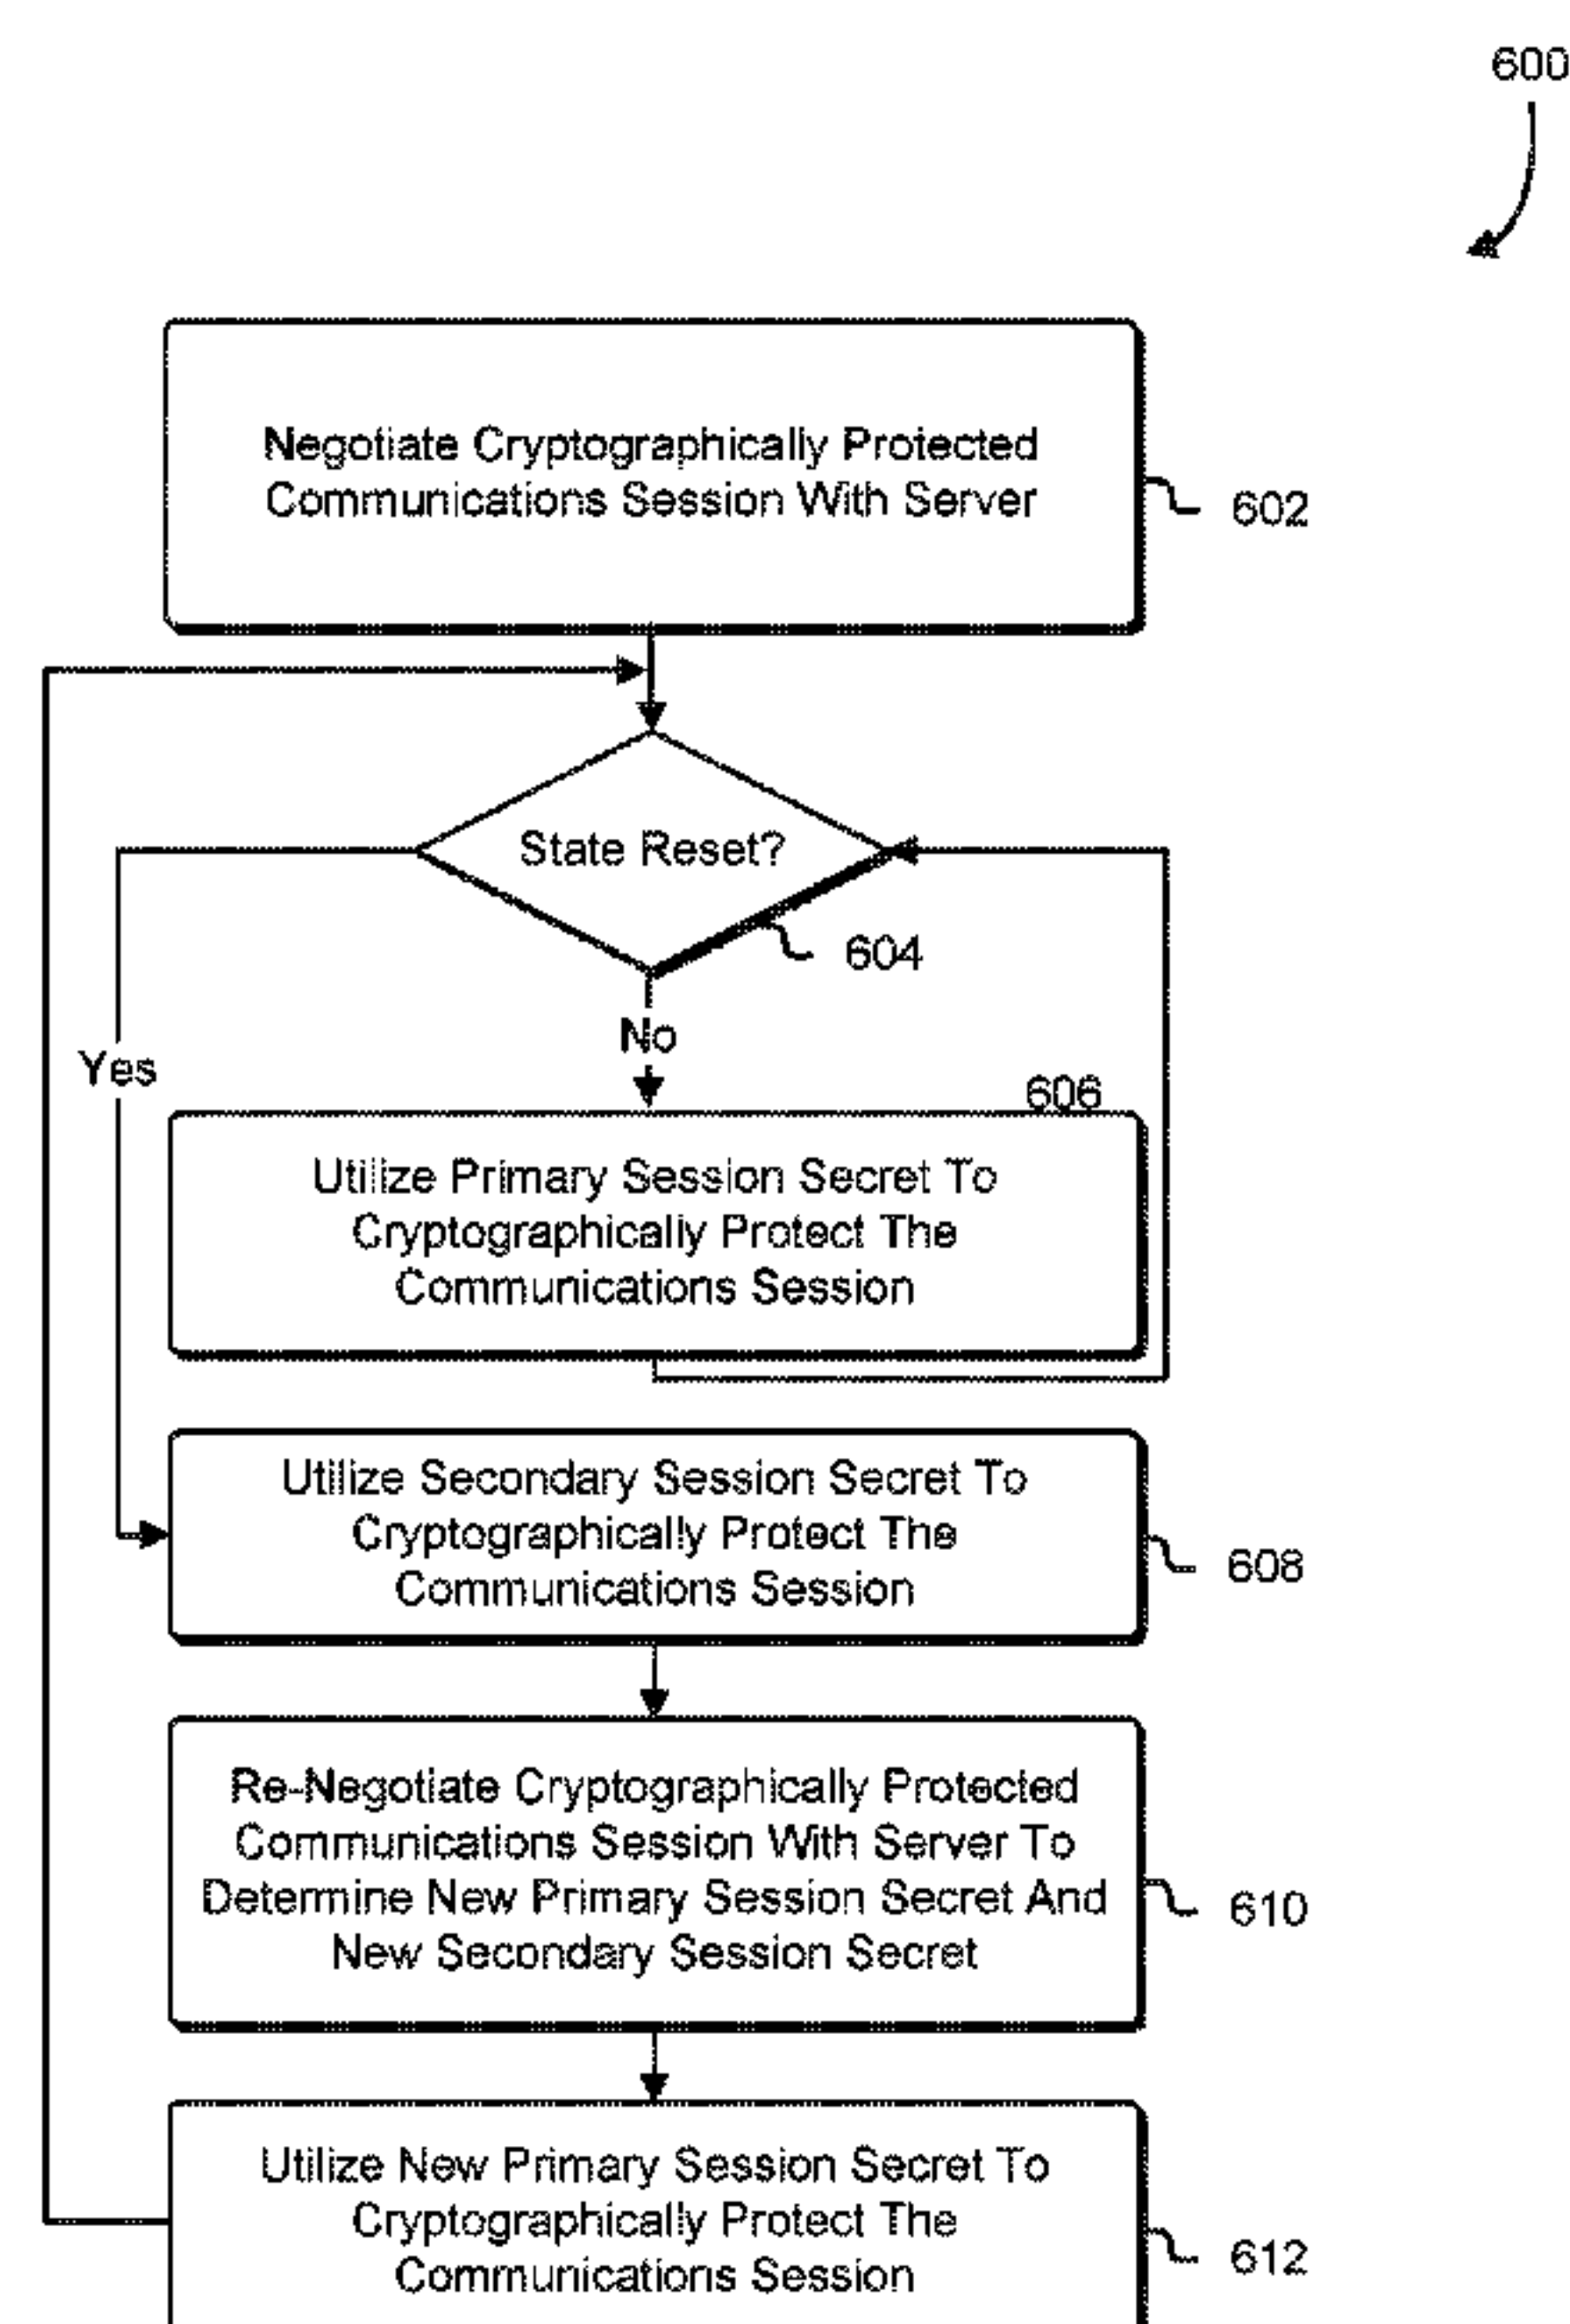 600
Negotiate Cryptographically Protected
Communications Session With Server
602
State Reset?
604
No
Yes
606
Utilize Primary Session Secret To
Cryptographically Protect The
Communications Session
Utilize Secondary Session Secret To
Cryptographically Protect The
Communications Session
608
Re-Negotiate Cryptographically Protected
Communications Session With Server To
Determine New Primary Session Secret And
New Secondary Session Secret
610
Utilize New Primary Session Secret To
Cryptographically Protect The
Communications Session
612